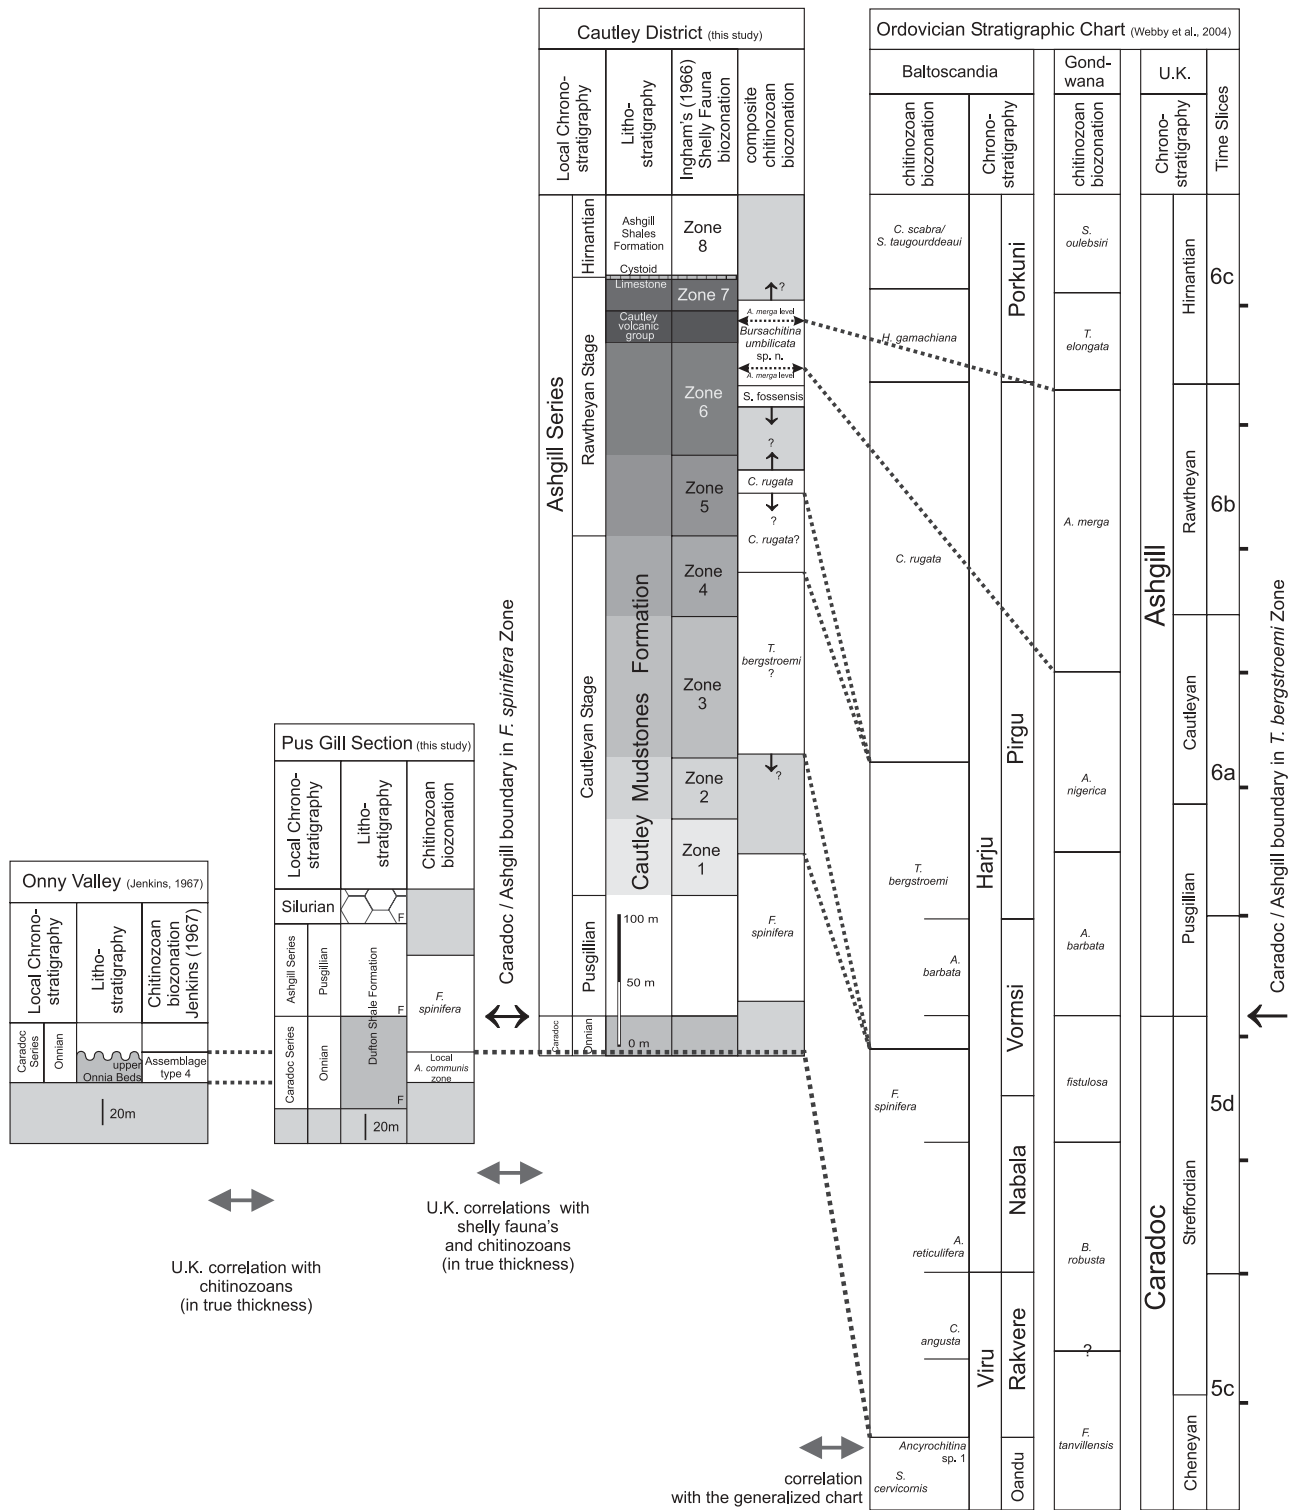 Cautley District (this study)
Local Chrono-
stratigraphy
Litho-
stratigraphy
Ingham's (1966)
Shelly Fauna
biozonation
composite
chitinozoan
biozonation
Ashgill Series
Hirnantian
Rawtheyan Stage
Cautleyan Stage
Pusgillian
Caradoc
Onnian
Ashgill
Shales
Formation
Cystoid
Limestone
Cautley
volcanic
group
Cautley Mudstones Formation
100 m
50 m
0 m
Zone
8
Zone 7
Zone
6
Zone
5
Zone
4
Zone
3
Zone
2
Zone
1
?
A. merga level
Bursachitina
umbilicata
sp. n.
A. merga level
S. fossensis
?
C. rugata
?
C. rugata?
T.
bergstroemi
?
?
F.
spinifera
Ordovician Stratigraphic Chart (Webby et al., 2004)
Baltoscandia
Gond-
wana
U.K.
Time Slices
chitinozoan
biozonation
Chrono-
stratigraphy
chitinozoan
biozonation
Chrono-
stratigraphy
C. scabra/
S. taugourddeaui
H. gamachiana
C. rugata
T.
bergstroemi
A.
barbata
F.
spinifera
A.
reticulifera
C.
angusta
Ancyrochitina
sp. 1
S.
cervicornis
Harju
Viru
Porkuni
Pirgu
Vormsi
Nabala
Rakvere
Oandu
S.
oulebsiri
T.
elongata
A. merga
A.
nigerica
A.
barbata
fistulosa
B.
robusta
?
F.
tanvillensis
Ashgill
Caradoc
Hirnantian
Rawtheyan
Cautleyan
Pusgillian
Streffordian
Cheneyan
6c
6b
6a
5d
5c
Caradoc / Ashgill boundary in T. bergstroemi Zone
Caradoc / Ashgill boundary in F. spinifera Zone
Pus Gill Section (this study)
Local Chrono-
stratigraphy
Litho-
stratigraphy
Chitinozoan
biozonation
Silurian
F
Ashgill Series
Pusgillian
Caradoc Series
Onnian
Dufton Shale Formation
F
F
20m
F.
spinifera
Local
A. communis
zone
Onny Valley (Jenkins, 1967)
Local Chrono-
stratigraphy
Litho-
stratigraphy
Chitinozoan
biozonation
Jenkins (1967)
Caradoc
Series
Onnian
upper
Onnia Beds
Assemblage
type 4
20m
U.K. correlation with
chitinozoans
(in true thickness)
U.K. correlations with
shelly fauna's
and chitinozoans
(in true thickness)
correlation
with the generalized chart